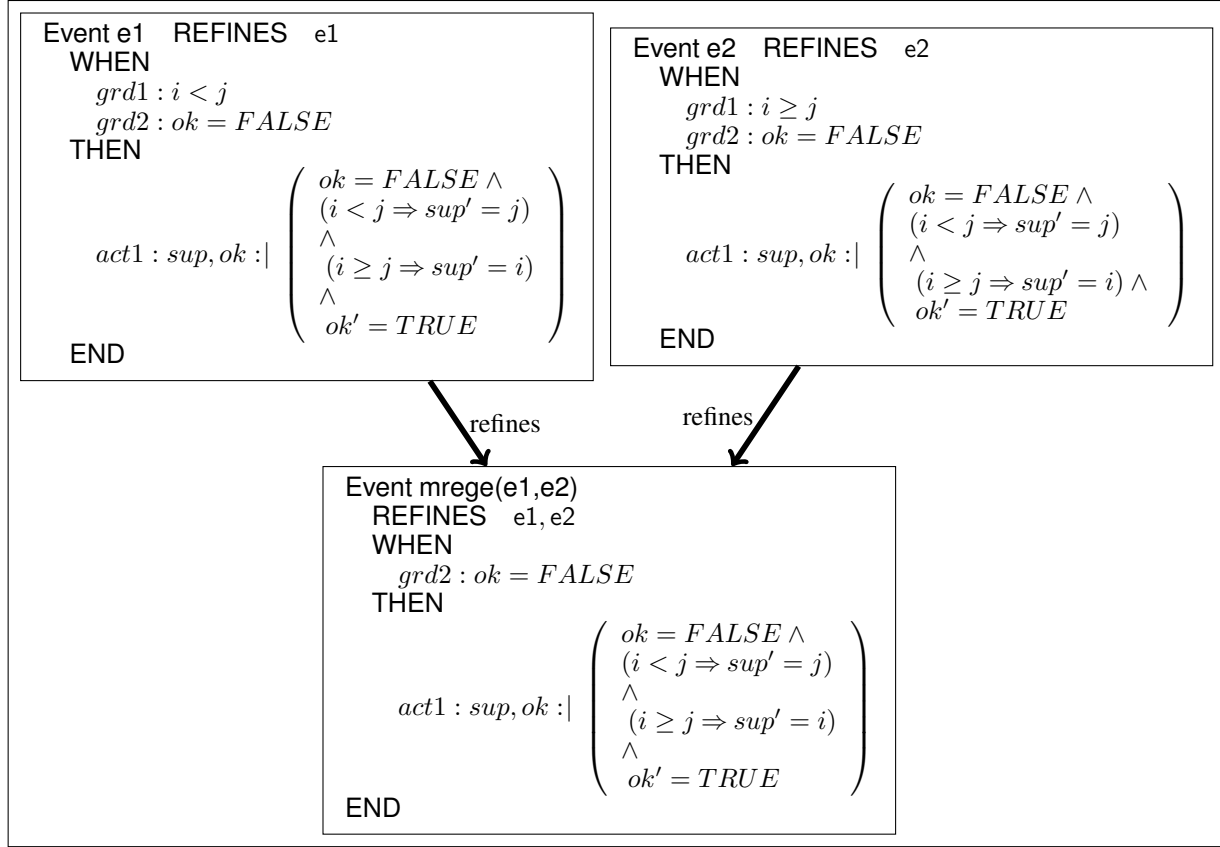 Event e1 REFINES e1
WHEN
grd1 : i < j
grd2 : ok = FALSE
THEN
act1 : sup, ok :| ( ok = FALSE ∧
(i < j ⇒ sup′ = j)
∧
(i ≥ j ⇒ sup′ = i)
∧
ok′ = TRUE )
END
Event e2 REFINES e2
WHEN
grd1 : i ≥ j
grd2 : ok = FALSE
THEN
act1 : sup, ok :| ( ok = FALSE ∧
(i < j ⇒ sup′ = j)
∧
(i ≥ j ⇒ sup′ = i) ∧
ok′ = TRUE )
END
refines
refines
Event mrege(e1,e2)
REFINES e1, e2
WHEN
grd2 : ok = FALSE
THEN
act1 : sup, ok :| ( ok = FALSE ∧
(i < j ⇒ sup′ = j)
∧
(i ≥ j ⇒ sup′ = i)
∧
ok′ = TRUE )
END